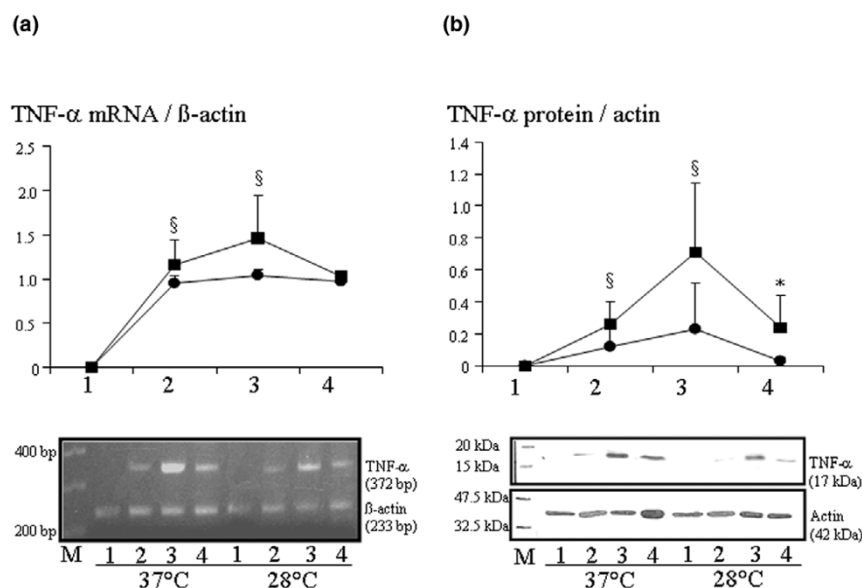 (a)
TNF-α mRNA / ß-actin
2.5
2.0
1.5
1.0
0.5
0
§
§
1 2 3 4
400 bp
200 bp
TNF-α
(372 bp)
ß-actin
(233 bp)
M 1 2 3 4 1 2 3 4
37°C 28°C
(b)
TNF-α protein / actin
1.4
1.2
1.0
0.8
0.6
0.4
0.2
0
§
§
*
1 2 3 4
20 kDa
15 kDa
TNF-α
(17 kDa)
47.5 kDa
32.5 kDa
Actin
(42 kDa)
M 1 2 3 4 1 2 3 4
37°C 28°C